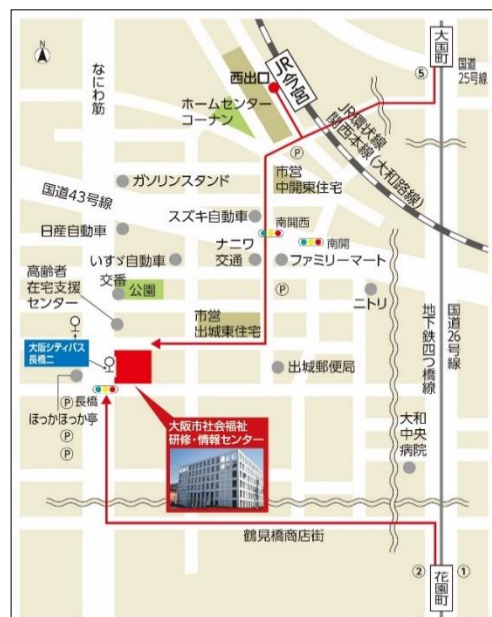 N
なにわ筋
西出口
JR今宮
大国町
⑤
国道
25号線
ホームセンター
コーナン
JR環状線
関西本線(大和路線)
Ⓟ
ガソリンスタンド
市営
中開東住宅
国道43号線
スズキ自動車
日産自動車
南開西
南開
ナニワ
交通
ファミリーマート
いすゞ自動車
高齢者
在宅支援
センター
交番
公園
Ⓟ
ニトリ
市営
出城東住宅
国道26号線
地下鉄四つ橋線
大阪シティバス
長橋二
出城郵便局
Ⓟ
長橋
ほっかほっか亭
Ⓟ
Ⓟ
大阪市社会福祉
研修・情報センター
大和
中央
病院
鶴見橋商店街
②
①
花園町